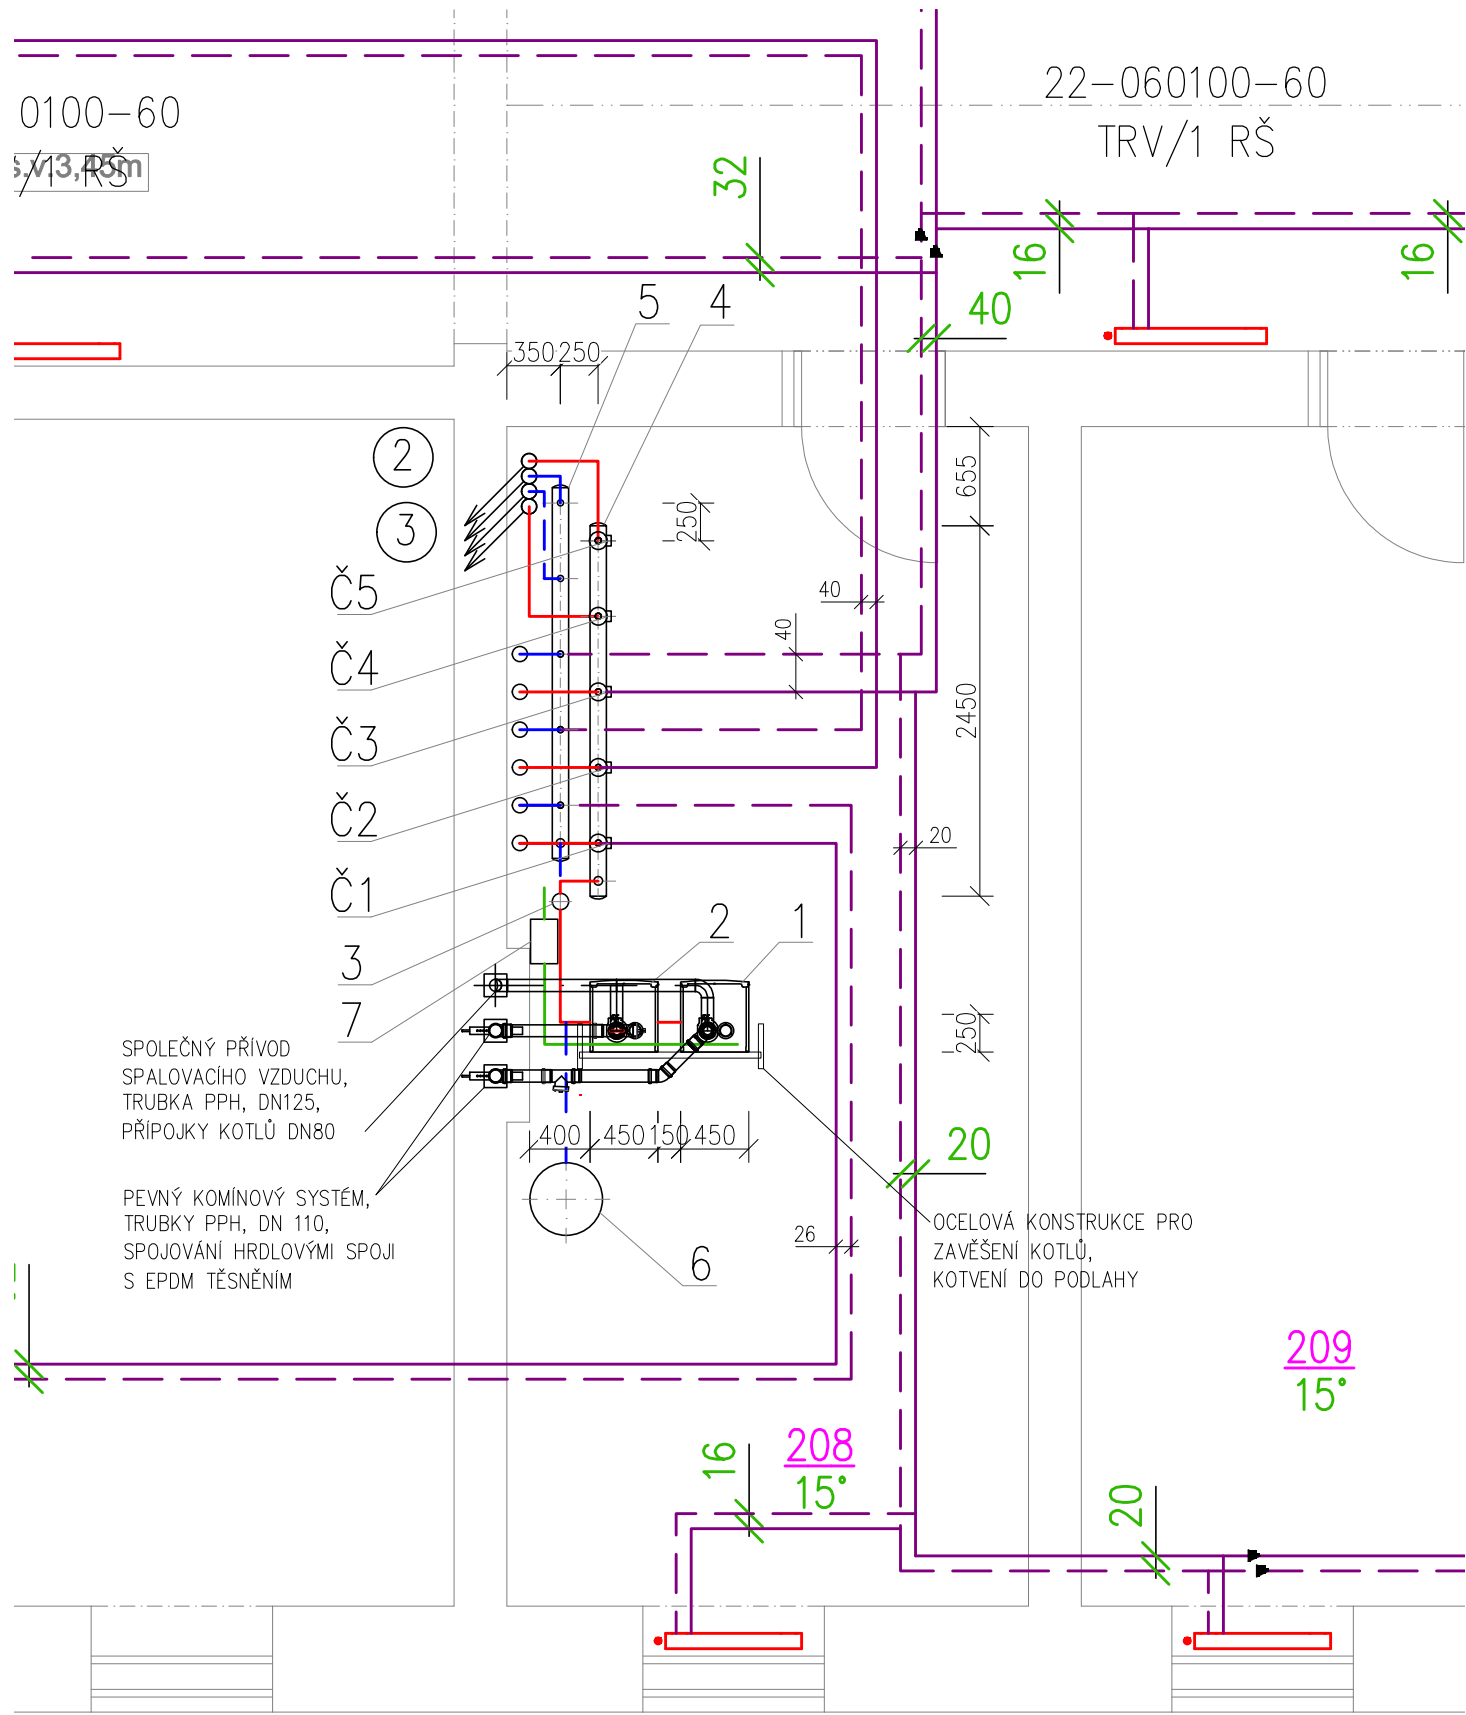 22-060100-60
TRV/1 RŠ
0100-60
/1 RŠ
s.v.3,45m
32
16
16
40
5
4
350
250
2
3
655
250
Č5
40
40
Č4
2450
Č3
Č2
20
Č1
2
1
3
7
250
SPOLEČNÝ PŘÍVOD
SPALOVACÍHO VZDUCHU,
TRUBKA PPH, DN125,
PŘÍPOJKY KOTLŮ DN80
400
450
150
450
20
PEVNÝ KOMÍNOVÝ SYSTÉM,
TRUBKY PPH, DN 110,
SPOJOVÁNÍ HRDLOVÝMI SPOJI
S EPDM TĚSNĚNÍM
26
6
OCELOVÁ KONSTRUKCE PRO
ZAVĚŠENÍ KOTLŮ,
KOTVENÍ DO PODLAHY
209
15°
208
15°
16
20